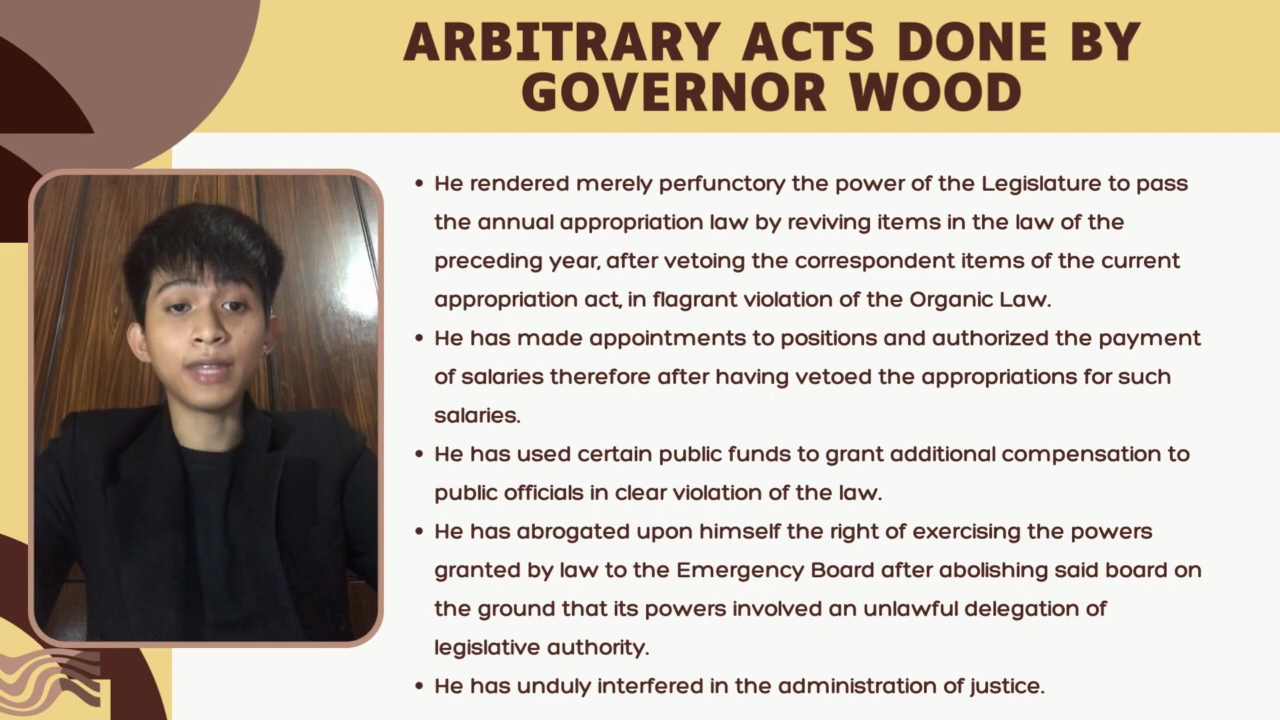 ARBITRARY ACTS DONE BY
GOVERNOR WOOD
• He rendered merely perfunctory the power of the Legislature to pass
the annual appropriation law by reviving items in the law of the
preceding year, after vetoing the correspondent items of the current
appropriation act, in flagrant violation of the Organic Law.
• He has made appointments to positions and authorized the payment
of salaries therefore after having vetoed the appropriations for such
salaries.
• He has used certain public funds to grant additional compensation to
public officials in clear violation of the law.
• He has abrogated upon himself the right of exercising the powers
granted by law to the Emergency Board after abolishing said board on
the ground that its powers involved an unlawful delegation of
legislative authority.
• He has unduly interfered in the administration of justice.